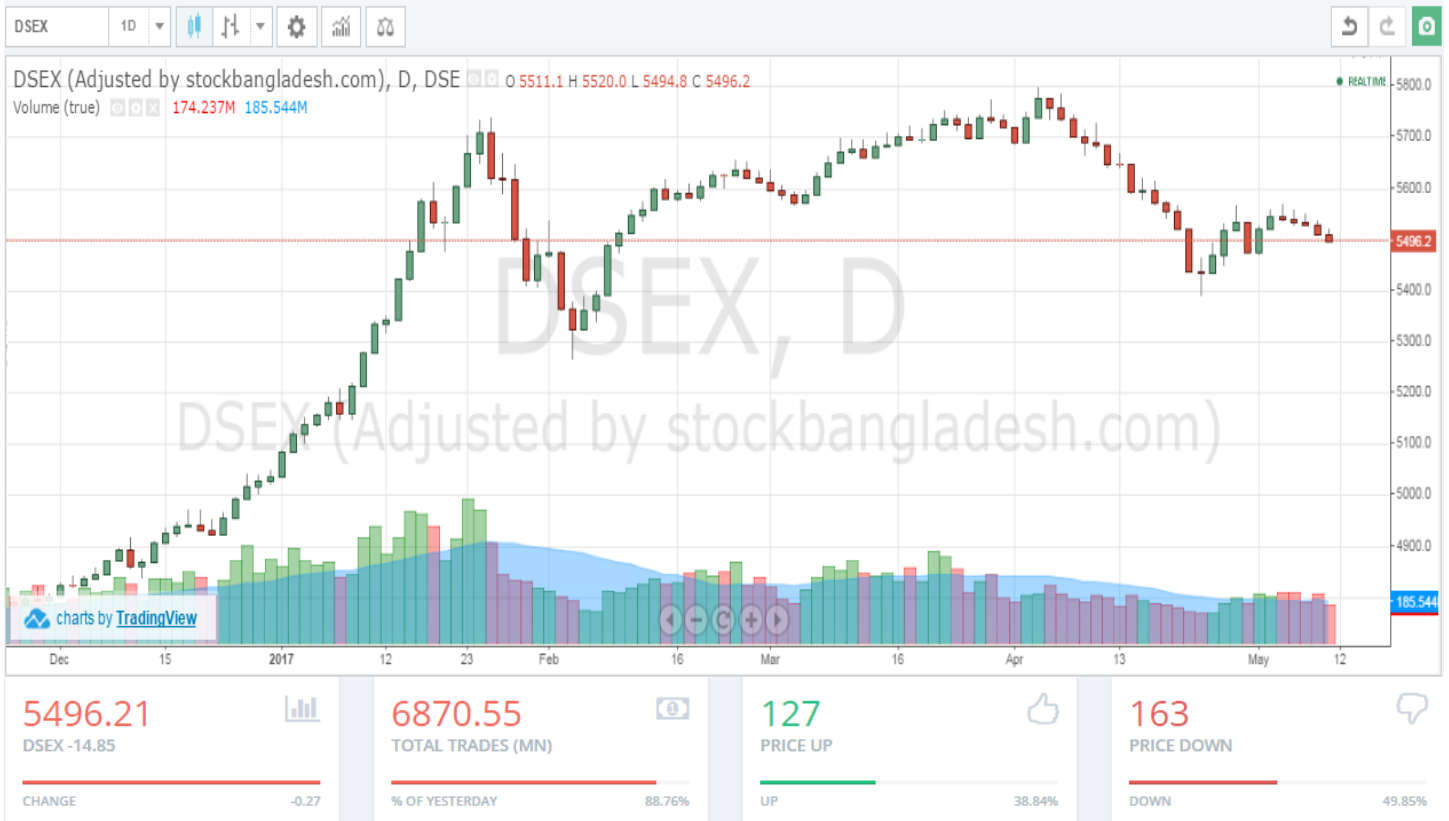 DSEX 1D
DSEX (Adjusted by stockbangladesh.com), D, DSE O 5511.1 H 5520.0 L 5494.8 C 5496.2
Volume (true) 174.237M 185.544M
REALTIME
5800.0
5700.0
5600.0
5496.2
5400.0
5300.0
5200.0
5100.0
5000.0
4900.0
185.544
DSEX, D
DSEX (Adjusted by stockbangladesh.com)
charts by TradingView
Dec 15 2017 12 23 Feb 16 Mar 16 Apr 13 May 12
5496.21
DSEX -14.85
CHANGE -0.27
6870.55
TOTAL TRADES (MN)
% OF YESTERDAY 88.76%
127
PRICE UP
UP 38.84%
163
PRICE DOWN
DOWN 49.85%